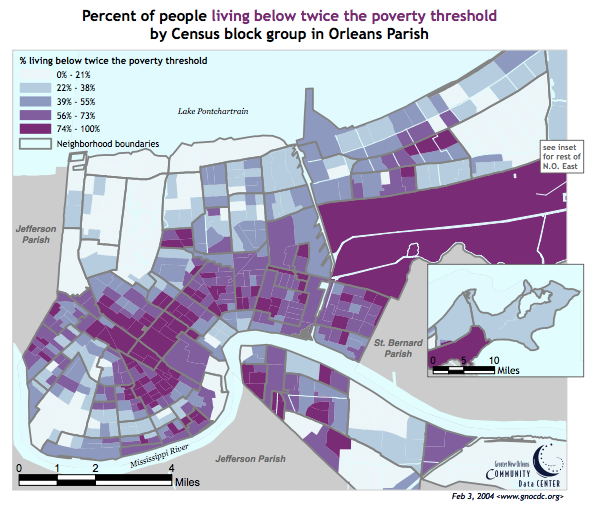 Percent of people living below twice the poverty threshold
by Census block group in Orleans Parish
% living below twice the poverty threshold
0% - 21%
22% - 38%
39% - 55%
56% - 73%
74% - 100%
Neighborhood boundaries
Lake Pontchartrain
see inset
for rest of
N.O. East
Jefferson
Parish
St. Bernard
Parish
0 5 10
Miles
Mississippi River
Jefferson Parish
0 1 2 4
Miles
Greater New Orleans
COMMUNITY
DATA CENTER
Feb 3, 2004 <www.gnocdc.org>